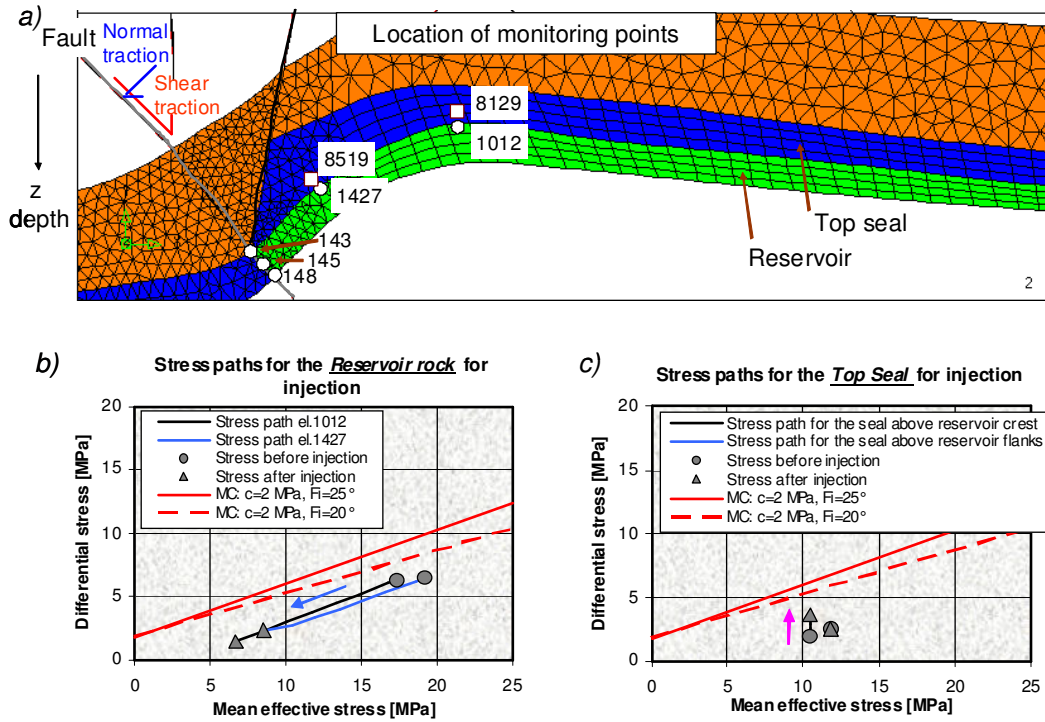 a)
Location of monitoring points
Fault
Normal
traction
Shear
traction
z
depth
8129
1012
8519
1427
143
145
148
Top seal
Reservoir
2
b)
Stress paths for the Reservoir rock for
injection
Differential stress [MPa]
20
15
10
5
0
Stress path el.1012
Stress path el.1427
Stress before injection
Stress after injection
MC: c=2 MPa, Fi=25°
MC: c=2 MPa, Fi=20°
0 5 10 15 20 25
Mean effective stress [MPa]
c)
Stress paths for the Top Seal for injection
Differential stress [MPa]
20
15
10
5
0
Stress path for the seal above reservoir crest
Stress path for the seal above reservoir flanks
Stress before injection
Stress after injection
MC: c=2 MPa, Fi=25°
MC: c=2 MPa, Fi=20°
0 5 10 15 20 25
Mean effective stress [MPa]